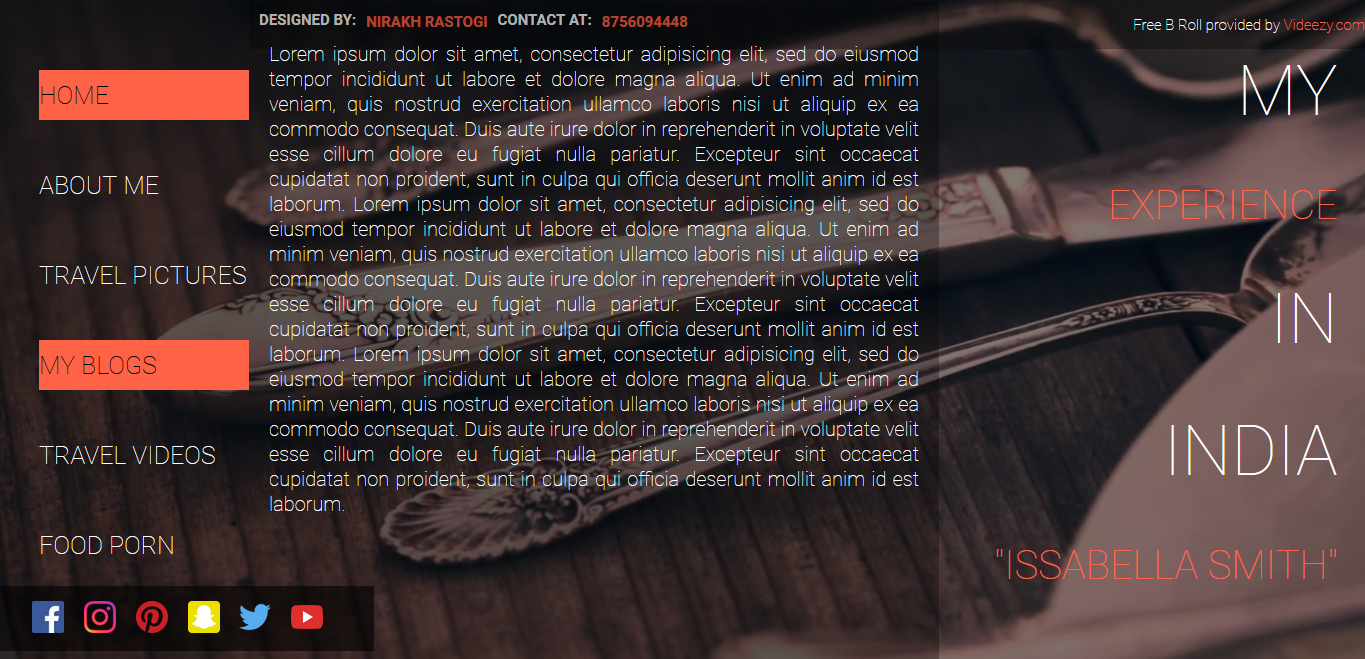 DESIGNED BY: NIRAKH RASTOGI CONTACT AT: 8756094448
Free B Roll provided by Videezy.com
HOME
ABOUT ME
TRAVEL PICTURES
MY BLOGS
TRAVEL VIDEOS
FOOD PORN
Lorem ipsum dolor sit amet, consectetur adipisicing elit, sed do eiusmod
tempor incididunt ut labore et dolore magna aliqua. Ut enim ad minim
veniam, quis nostrud exercitation ullamco laboris nisi ut aliquip ex ea
commodo consequat. Duis aute irure dolor in reprehenderit in voluptate velit
esse cillum dolore eu fugiat nulla pariatur. Excepteur sint occaecat
cupidatat non proident, sunt in culpa qui officia deserunt mollit anim id est
laborum. Lorem ipsum dolor sit amet, consectetur adipisicing elit, sed do
eiusmod tempor incididunt ut labore et dolore magna aliqua. Ut enim ad
minim veniam, quis nostrud exercitation ullamco laboris nisi ut aliquip ex ea
commodo consequat. Duis aute irure dolor in reprehenderit in voluptate velit
esse cillum dolore eu fugiat nulla pariatur. Excepteur sint occaecat
cupidatat non proident, sunt in culpa qui officia deserunt mollit anim id est
laborum. Lorem ipsum dolor sit amet, consectetur adipisicing elit, sed do
eiusmod tempor incididunt ut labore et dolore magna aliqua. Ut enim ad
minim veniam, quis nostrud exercitation ullamco laboris nisi ut aliquip ex ea
commodo consequat. Duis aute irure dolor in reprehenderit in voluptate velit
esse cillum dolore eu fugiat nulla pariatur. Excepteur sint occaecat
cupidatat non proident, sunt in culpa qui officia deserunt mollit anim id est
laborum.
MY
EXPERIENCE
IN
INDIA
"ISSABELLA SMITH"